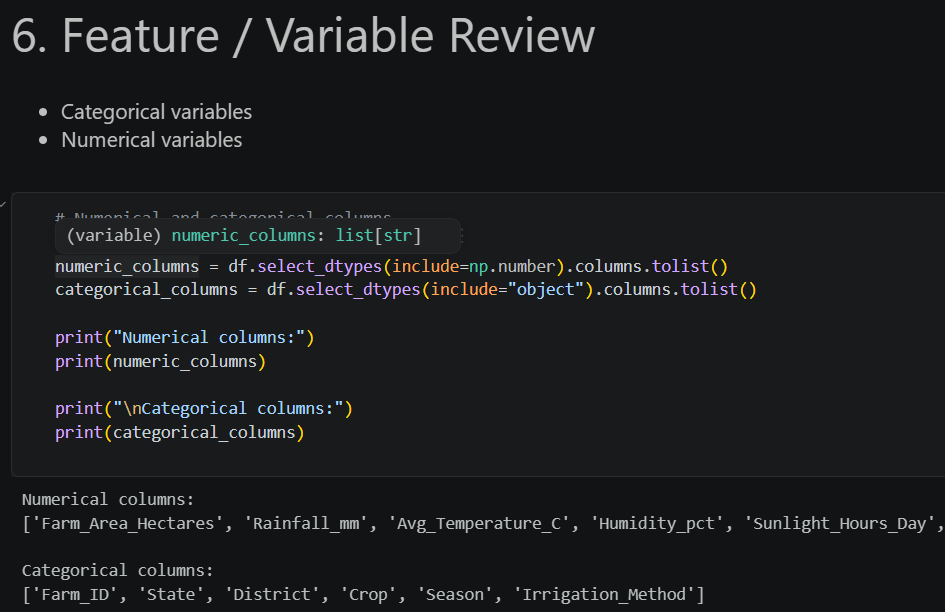 6. Feature / Variable Review
Categorical variables
Numerical variables
# Numerical and categorical columns
(variable) numeric_columns: list[str]
numeric_columns = df.select_dtypes(include=np.number).columns.tolist()
categorical_columns = df.select_dtypes(include="object").columns.tolist()
print("Numerical columns:")
print(numeric_columns)
print("\nCategorical columns:")
print(categorical_columns)
Numerical columns:
['Farm_Area_Hectares', 'Rainfall_mm', 'Avg_Temperature_C', 'Humidity_pct', 'Sunlight_Hours_Day',
Categorical columns:
['Farm_ID', 'State', 'District', 'Crop', 'Season', 'Irrigation_Method']